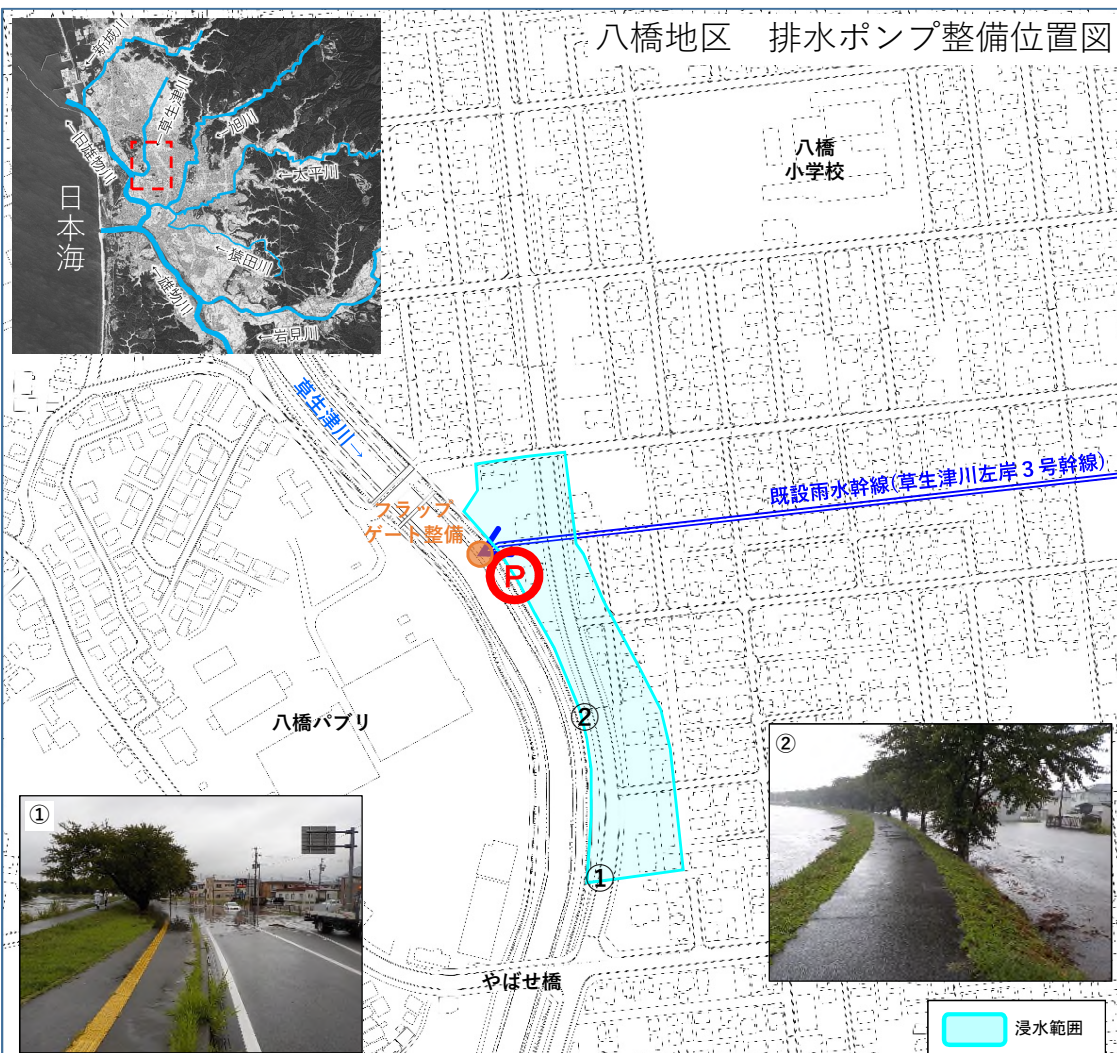 八橋地区　排水ポンプ整備位置図
←新城川
←草生津川
←旭川
←旧雄物川
←太平川
日本海
←猿田川
←雄物川
←岩見川
八橋
小学校
草生津川→
既設雨水幹線(草生津川左岸３号幹線)
フラップ
ゲート整備
P
八橋パブリ
②
②
①
①
やばせ橋
浸水範囲